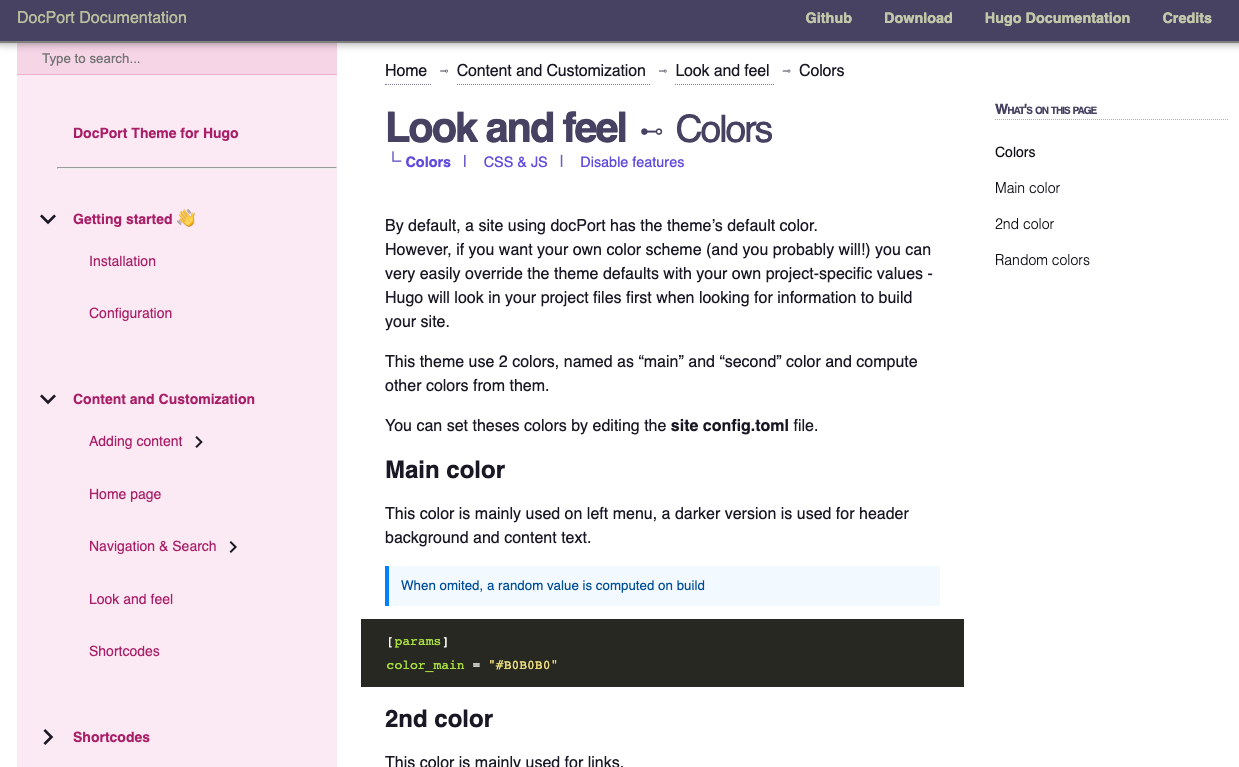 DocPort Documentation
Github Download Hugo Documentation Credits
Type to search...
DocPort Theme for Hugo
Getting started 👋
Installation
Configuration
Content and Customization
Adding content
Home page
Navigation & Search
Look and feel
Shortcodes
Shortcodes
Home ⊸ Content and Customization ⊸ Look and feel ⊸ Colors
Look and feel ⊷ Colors
Colors | CSS & JS | Disable features
By default, a site using docPort has the theme’s default color.
However, if you want your own color scheme (and you probably will!) you can
very easily override the theme defaults with your own project-specific values -
Hugo will look in your project files first when looking for information to build
your site.
This theme use 2 colors, named as “main” and “second” color and compute
other colors from them.
You can set theses colors by editing the site config.toml file.
Main color
This color is mainly used on left menu, a darker version is used for header
background and content text.
When omited, a random value is computed on build
[params]
color_main = "#B0B0B0"
2nd color
This color is mainly used for links.
What's on this page
Colors
Main color
2nd color
Random colors